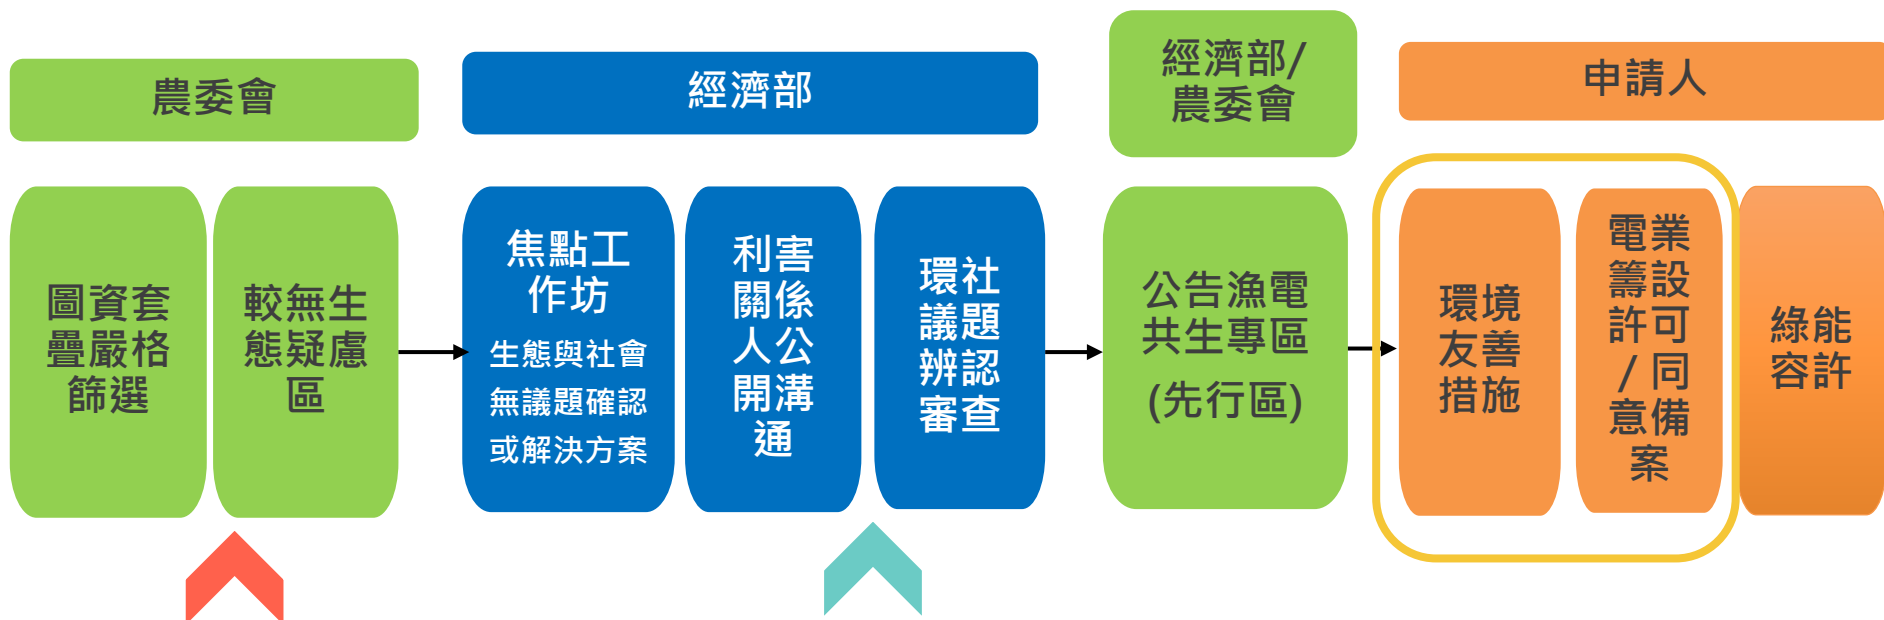 農委會
經濟部
經濟部/
農委會
申請人
圖資套
疊嚴格
篩選
較無生
態疑慮
區
焦點工
作坊
生態與社會
無議題確認
或解決方案
利害
關係
人公
開溝
通
環社
議題
辨認
審查
公告漁電
共生專區
(先行區)
環境
友善
措施
電業
籌設
許可
/ 同
意備
案
綠能
容許